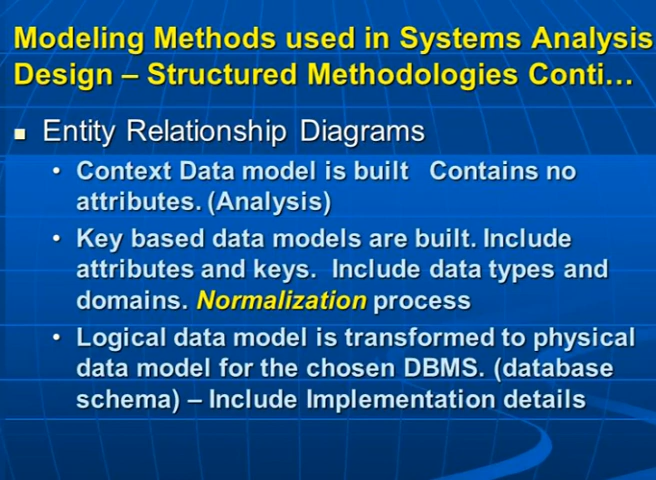 Modeling Methods used in Systems Analysis
Design – Structured Methodologies Conti…
Entity Relationship Diagrams
• Context Data model is built   Contains no
attributes. (Analysis)
• Key based data models are built. Include
attributes and keys.  Include data types and
domains. Normalization process
• Logical data model is transformed to physical
data model for the chosen DBMS. (database
schema) – Include Implementation details